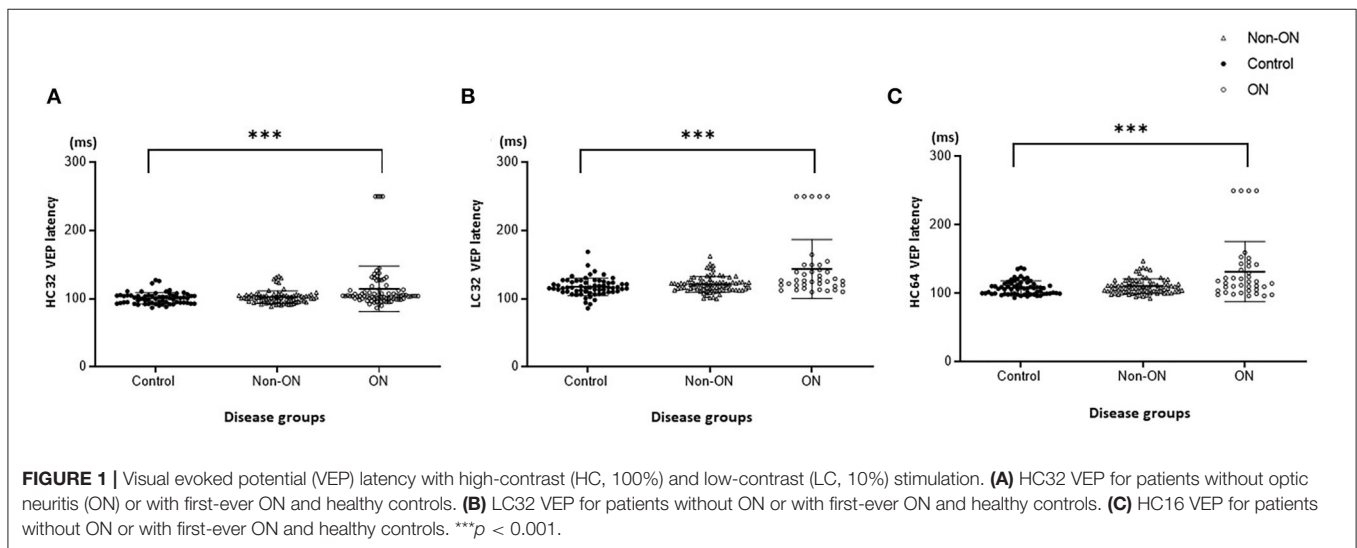 Non-ON
Control
ON
A
***
(ms)
300
200
100
0
HC32 VEP latency
Control
Non-ON
ON
Disease groups
B
***
(ms)
300
200
100
0
LC32 VEP latency
Control
Non-ON
ON
Disease groups
C
***
(ms)
300
200
100
0
HC64 VEP latency
Control
Non-ON
ON
Disease groups
FIGURE 1 | Visual evoked potential (VEP) latency with high-contrast (HC, 100%) and low-contrast (LC, 10%) stimulation. (A) HC32 VEP for patients without optic
neuritis (ON) or with first-ever ON and healthy controls. (B) LC32 VEP for patients without ON or with first-ever ON and healthy controls. (C) HC16 VEP for patients
without ON or with first-ever ON and healthy controls. ***p < 0.001.